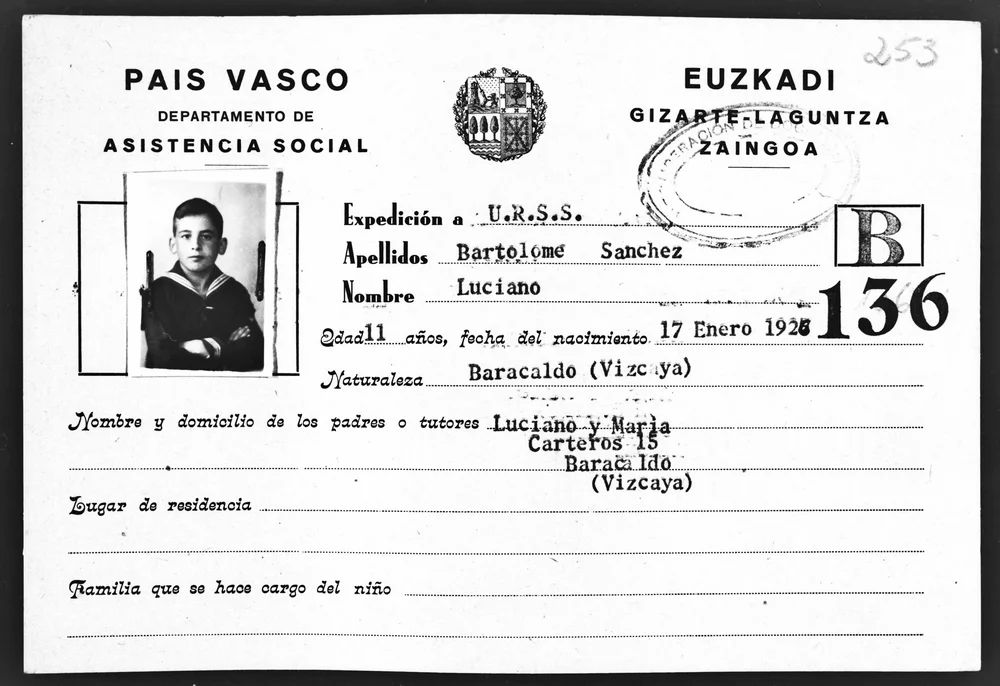 253
PAIS VASCO
DEPARTAMENTO DE
ASISTENCIA SOCIAL
EUZKADI
GIZARTE-LAGUNTZA
ZAINGOA
Expedición a U.R.S.S.
Apellidos Bartolome Sanchez
B
Nombre Luciano
136
Edad 11 años, fecha del nacimiento 17 Enero
Naturaleza Baracaldo (Vizcaya)
Nombre y domicilio de los padres o tutores Luciano y Maria
Carteros 15
Baracaldo
(Vizcaya)
Lugar de residencia
Familia que se hace cargo del niño